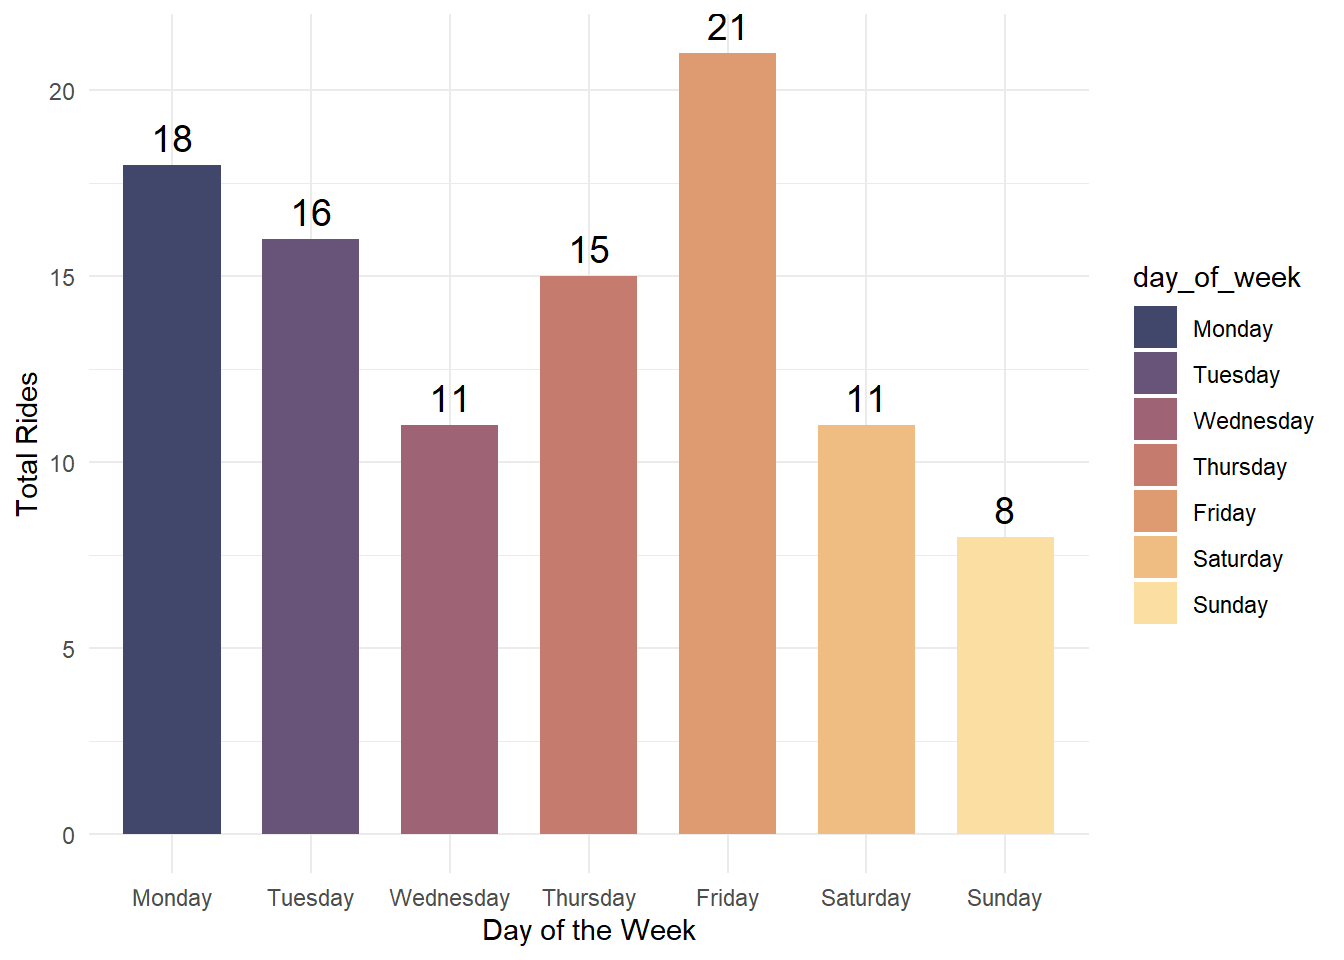 21
20
18
16
15
15
11
11
10
8
5
0
Total Rides
Monday
Tuesday
Wednesday
Thursday
Friday
Saturday
Sunday
Day of the Week
day_of_week
Monday
Tuesday
Wednesday
Thursday
Friday
Saturday
Sunday